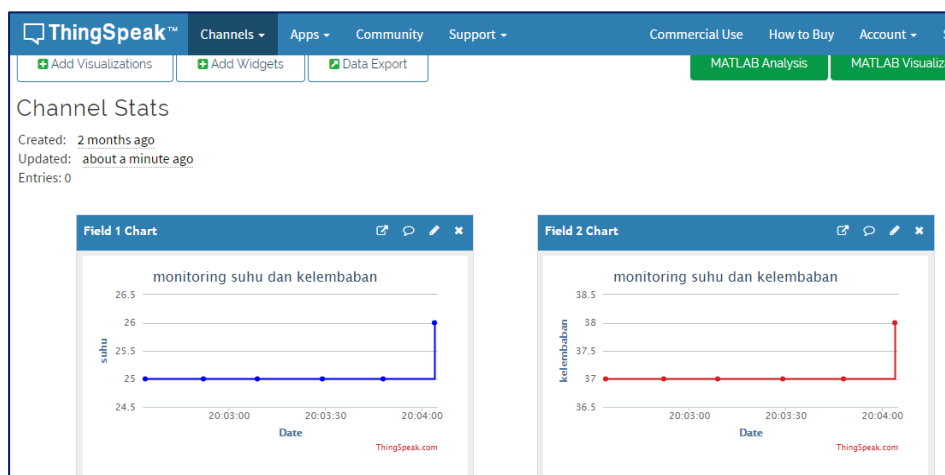 ThingSpeak™ Channels Apps Community Support Commercial Use How to Buy Account
Add Visualizations Add Widgets Data Export MATLAB Analysis MATLAB Visualiz
Channel Stats
Created: 2 months ago
Updated: about a minute ago
Entries: 0
Field 1 Chart
monitoring suhu dan kelembaban
26.5
26
25.5
25
24.5
suhu
20:03:00 20:03:30 20:04:00
Date
ThingSpeak.com
Field 2 Chart
monitoring suhu dan kelembaban
38.5
38
37.5
37
36.5
kelembaban
20:03:00 20:03:30 20:04:00
Date
ThingSpeak.com